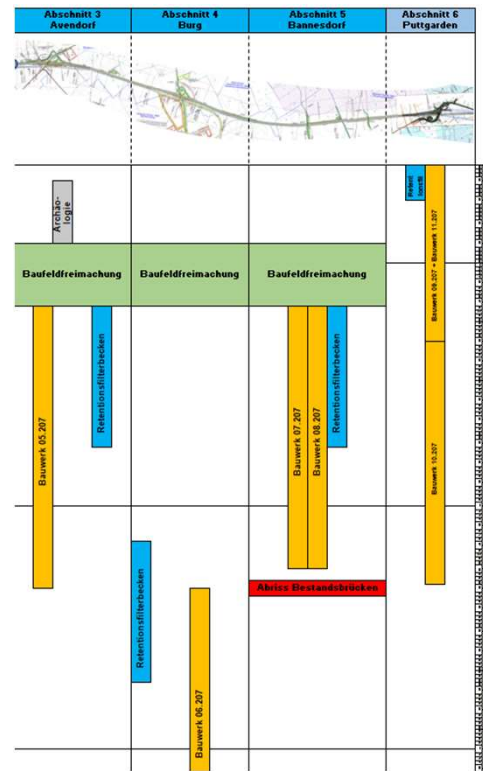 Abschnitt 3
Avendorf
Abschnitt 4
Burg
Abschnitt 5
Bannesdorf
Abschnitt 6
Puttgarden
Archäo-
logie
Baufeldfreimachung
Baufeldfreimachung
Baufeldfreimachung
Bauwerk 05.207
Retentionsfilterbecken
Retentionsfilterbecken
Bauwerk 06.207
Bauwerk 07.207
Bauwerk 08.207
Retentionsfilterbecken
Abriss Bestandsbrücken
Bauwerk 09.207 + Bauwerk 11.207
Bauwerk 10.207